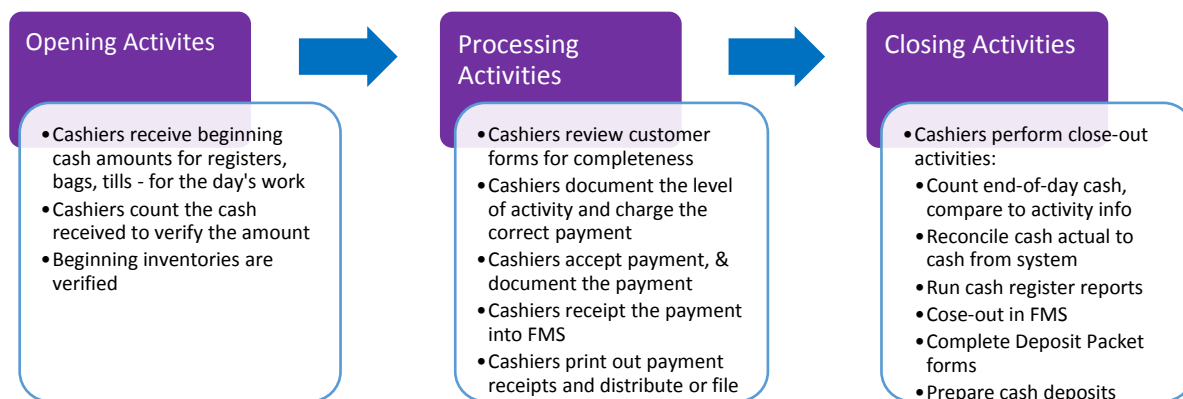 Opening Activites
•Cashiers receive beginning
cash amounts for registers,
bags, tills - for the day's work
•Cashiers count the cash
received to verify the amount
•Beginning inventories are
verified
Processing
Activities
•Cashiers review customer
forms for completeness
•Cashiers document the level
of activity and charge the
correct payment
•Cashiers accept payment, &
document the payment
•Cashiers receipt the payment
into FMS
•Cashiers print out payment
receipts and distribute or file
Closing Activities
•Cashiers perform close-out
activities:
•Count end-of-day cash,
compare to activity info
•Reconcile cash actual to
cash from system
•Run cash register reports
•Cose-out in FMS
•Complete Deposit Packet
forms
•Prepare cash deposits